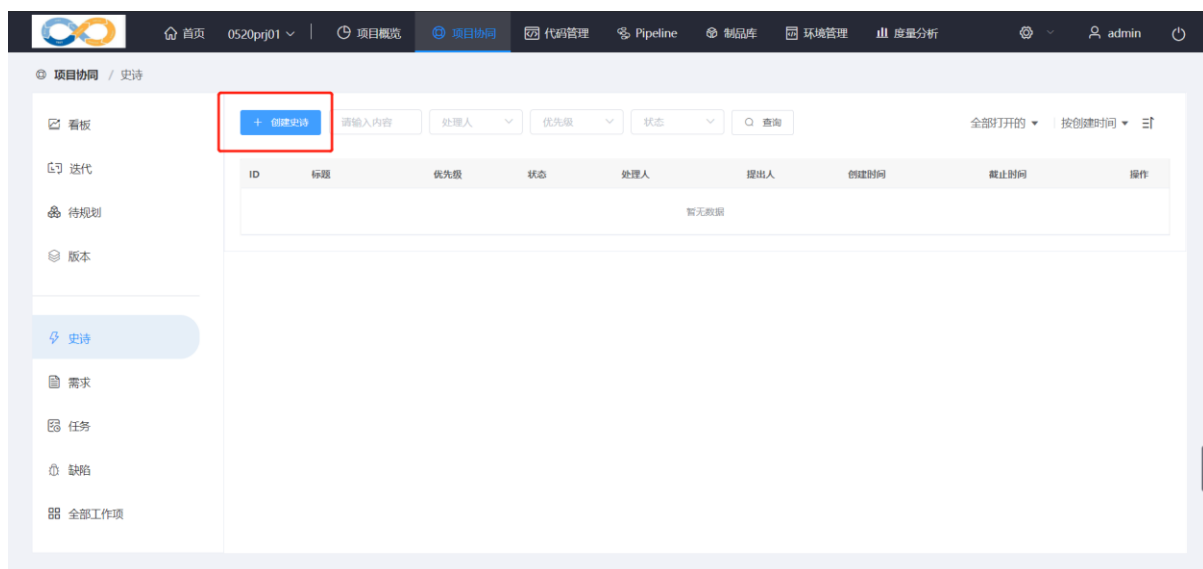 首页 0520prj01 项目概览 项目协同 代码管理 Pipeline 制品库 环境管理 度量分析 admin
项目协同 / 史诗
看板
迭代
待规划
版本
史诗
需求
任务
缺陷
全部工作项
+ 创建史诗 请输入内容 处理人 优先级 状态 查询 全部打开的 按创建时间
ID 标题 优先级 状态 处理人 提出人 创建时间 截止时间 操作
暂无数据